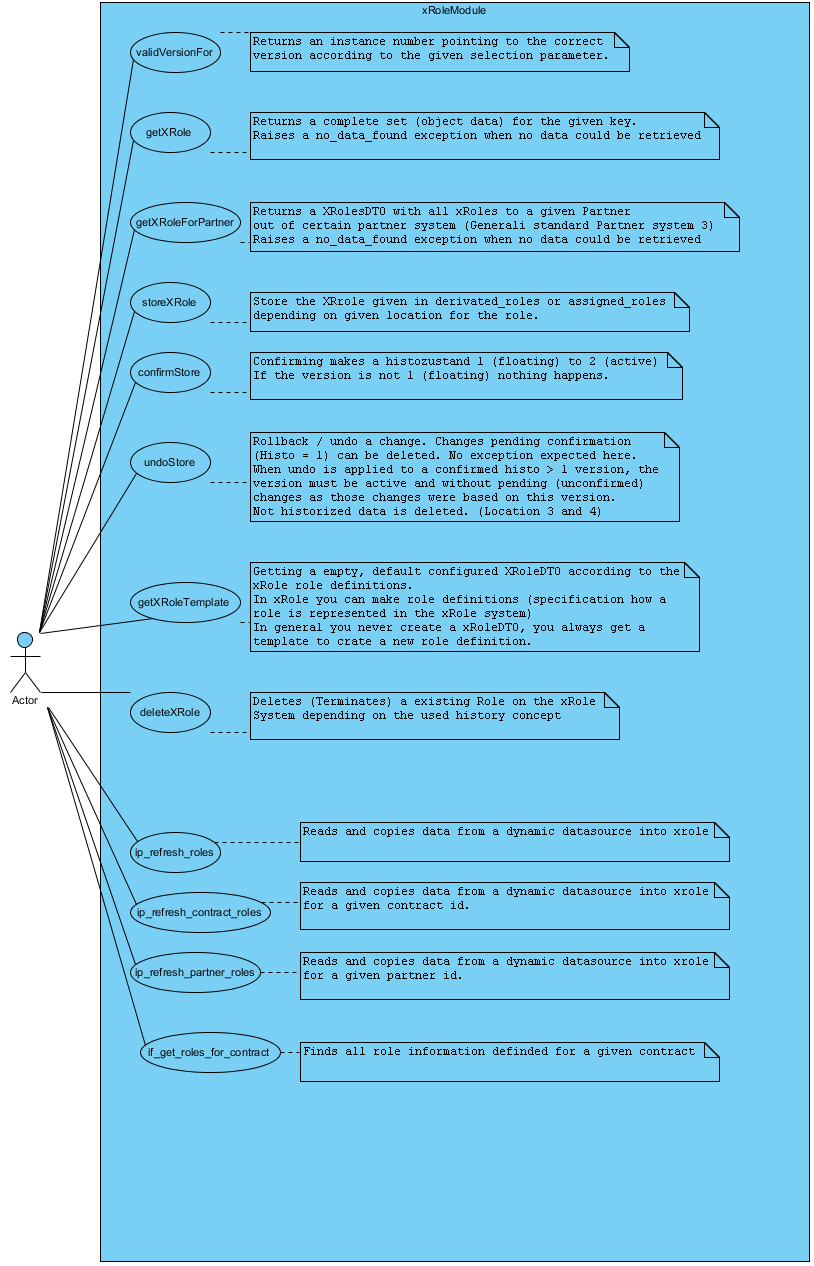 xRoleModule
validVersionFor
Returns an instance number pointing to the correct
version according to the given selection parameter.
getXRole
Returns a complete set (object data) for the given key.
Raises a no_data_found exception when no data could be retrieved
getXRoleForPartner
Returns a XRolesDTO with all xRoles to a given Partner
out of certain partner system (Generali standard Partner system 3)
Raises a no_data_found exception when no data could be retrieved
storeXRole
Store the XRrole given in derivated_roles or assigned_roles
depending on given location for the role.
confirmStore
Confirming makes a histozustand 1 (floating) to 2 (active)
If the version is not 1 (floating) nothing happens.
undoStore
Rollback / undo a change. Changes pending confirmation
(Histo = 1) can be deleted. No exception expected here.
When undo is applied to a confirmed histo > 1 version, the
version must be active and without pending (unconfirmed)
changes as those changes were based on this version.
Not historized data is deleted. (Location 3 and 4)
getXRoleTemplate
Getting a empty, default configured XRoleDTO according to the
xRole role definitions.
In xRole you can make role definitions (specification how a
role is represented in the xRole system)
In general you never create a xRoleDTO, you always get a
template to crate a new role definition.
Actor
deleteXRole
Deletes (Terminates) a existing Role on the xRole
System depending on the used history concept
ip_refresh_roles
Reads and copies data from a dynamic datasource into xrole
ip_refresh_contract_roles
Reads and copies data from a dynamic datasource into xrole
for a given contract id.
ip_refresh_partner_roles
Reads and copies data from a dynamic datasource into xrole
for a given partner id.
if_get_roles_for_contract
Finds all role information definded for a given contract